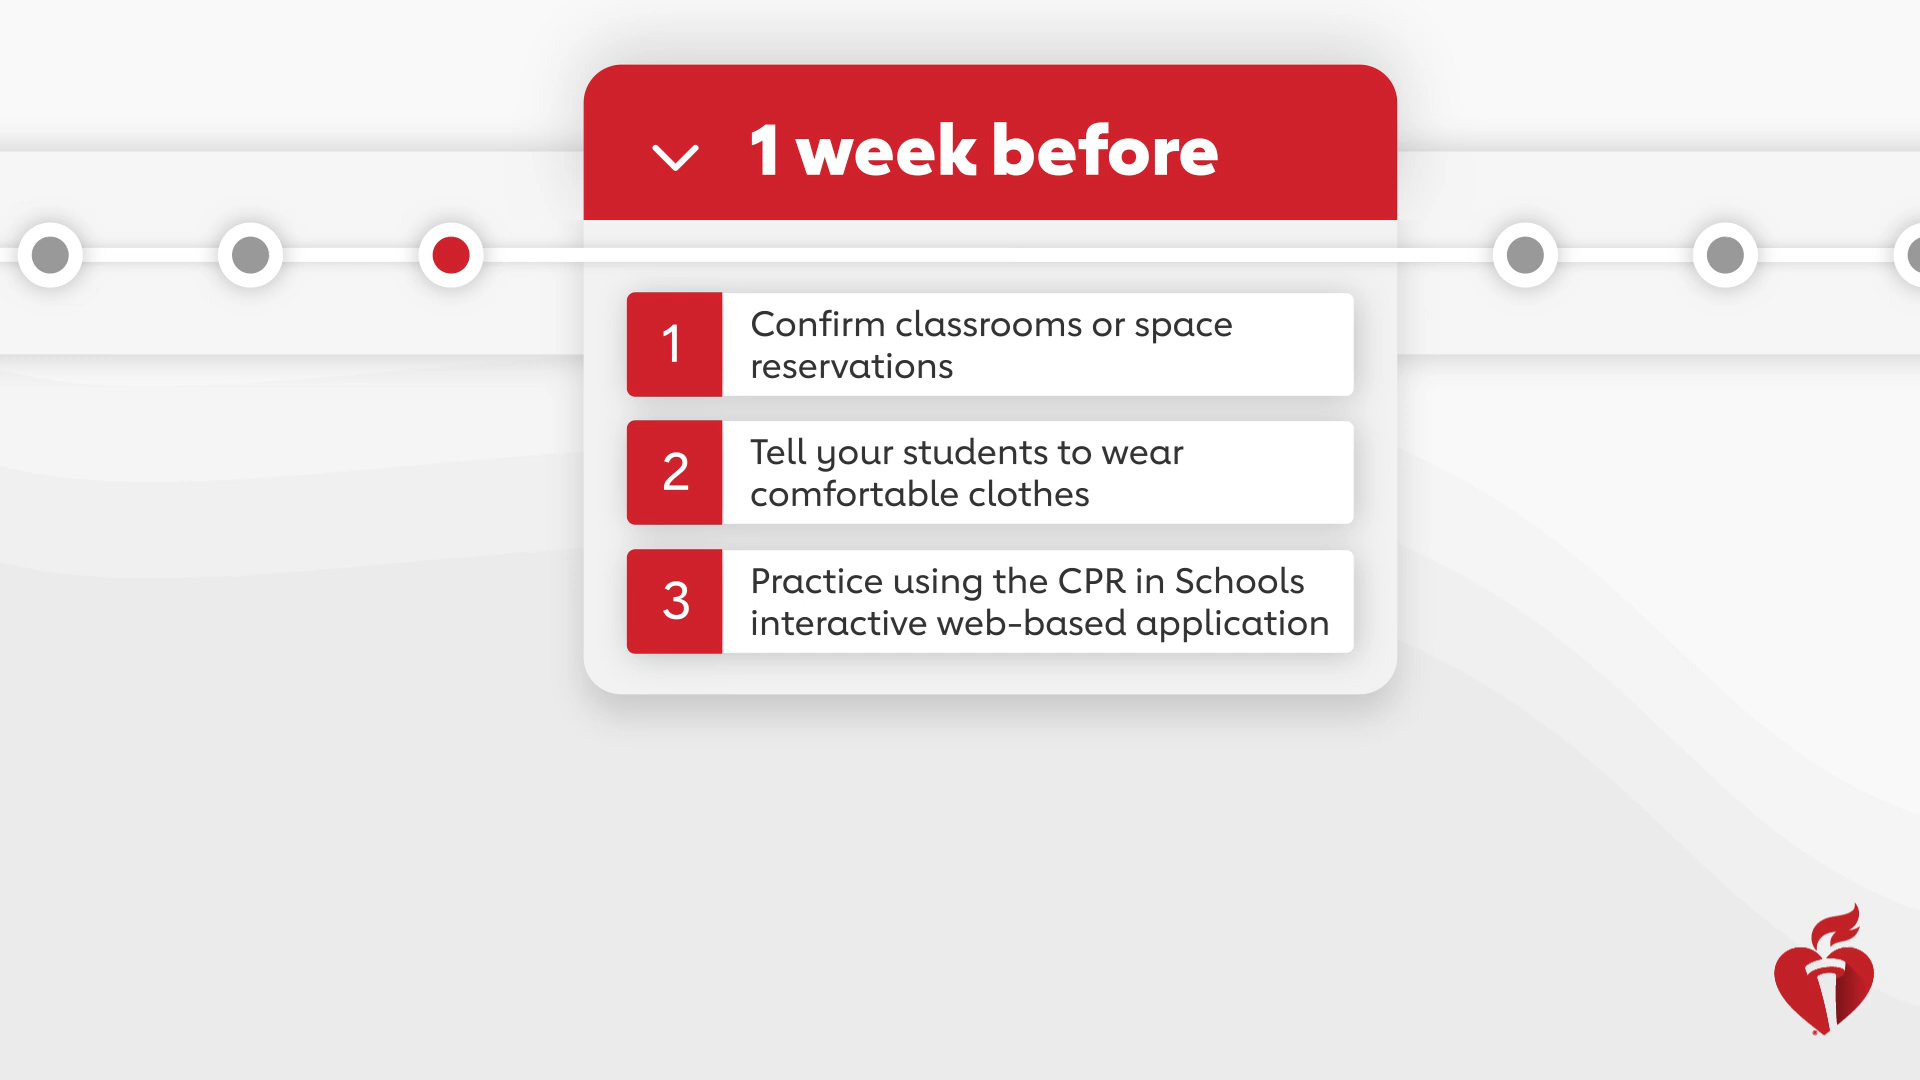 1 week before
1
Confirm classrooms or space
reservations
2
Tell your students to wear
comfortable clothes
3
Practice using the CPR in Schools
interactive web-based application